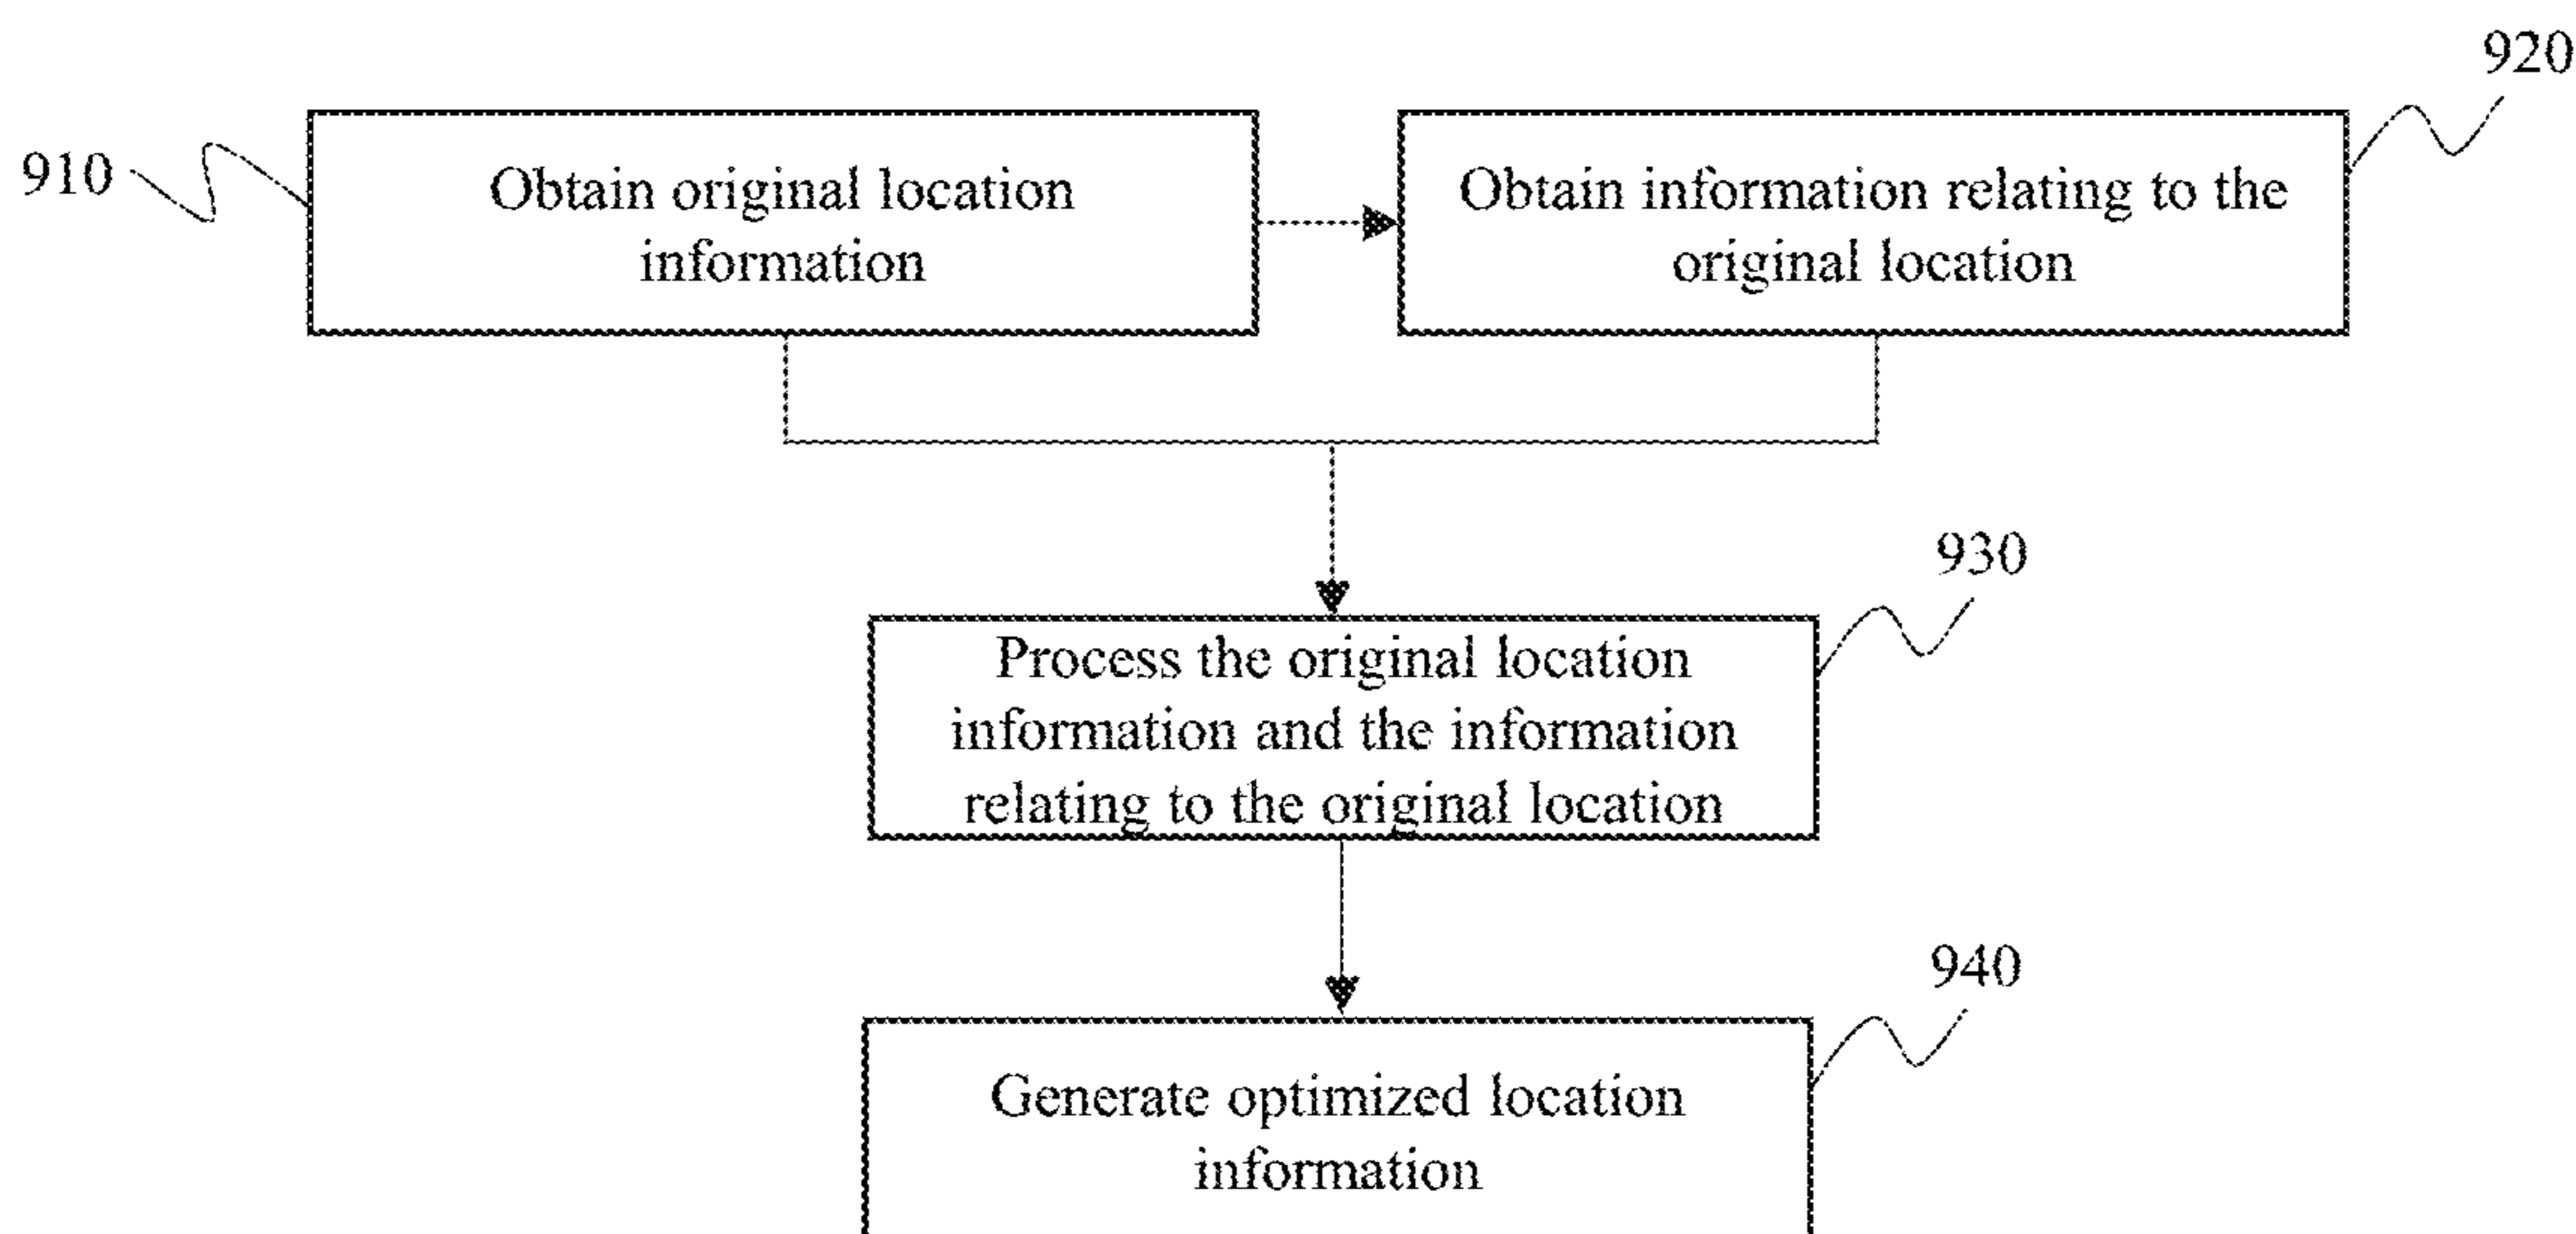 920
910
Obtain original location
information
Obtain information relating to the
original location
930
Process the original location
information and the information
relating to the original location
940
Generate optimized location
information